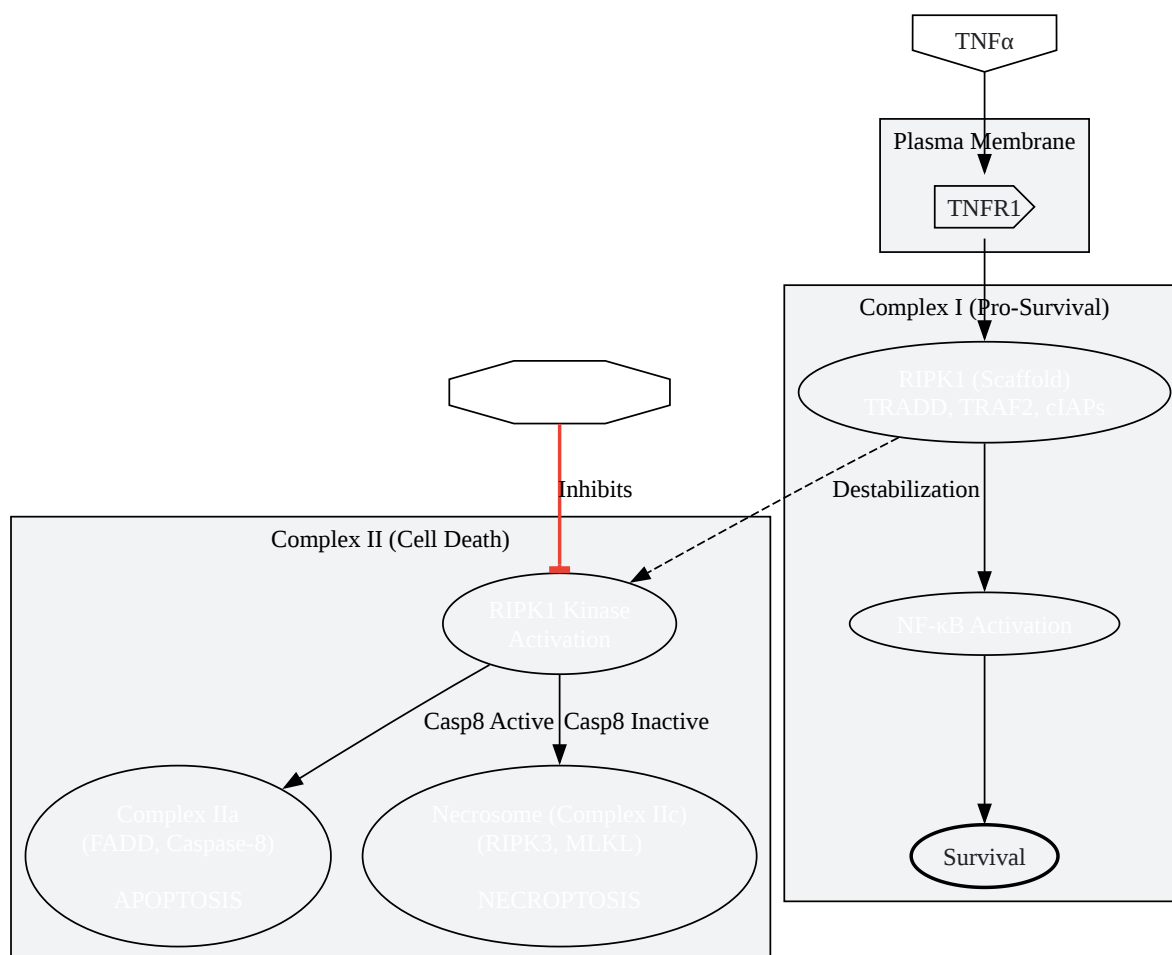 TNFα
Plasma Membrane
TNFR1
Complex I (Pro-Survival)
RIPK1 (Scaffold)
TRADD, TRAF2, cIAPs
Inhibits
Destabilization
Complex II (Cell Death)
RIPK1 Kinase
Activation
NF-κB Activation
Casp8 Active
Casp8 Inactive
Complex IIa
(FADD, Caspase-8)
APOPTOSIS
Necrosome (Complex IIc)
(RIPK3, MLKL)
NECROPTOSIS
Survival